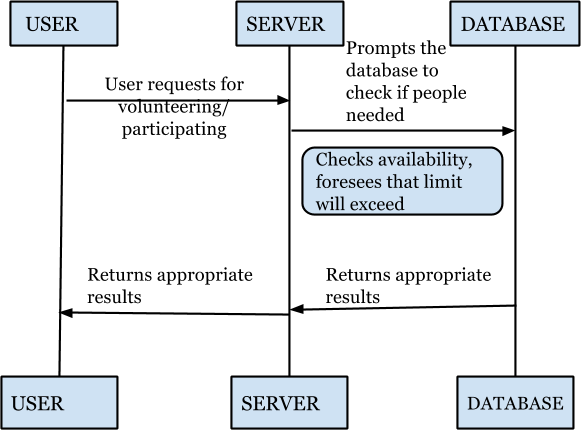 USER
SERVER
DATABASE
User requests for
volunteering/
participating
Prompts the
database to
check if people
needed
Checks availability,
foresees that limit
will exceed
Returns appropriate
results
Returns appropriate
results
USER
SERVER
DATABASE